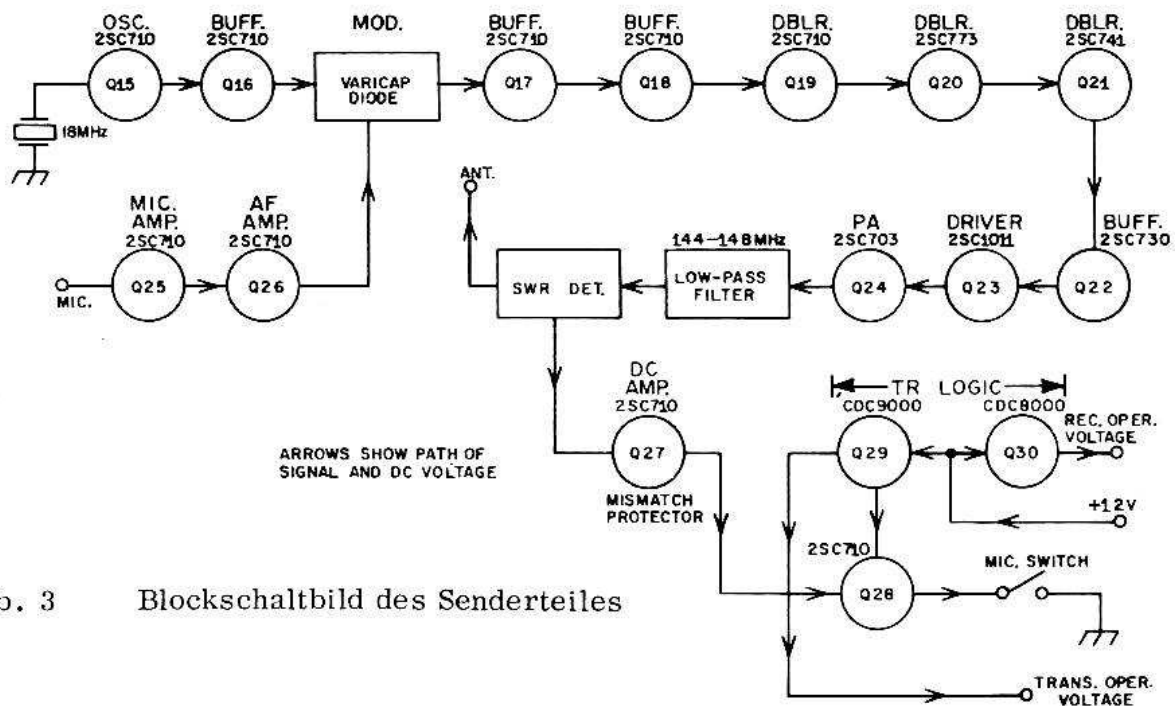 OSC.
2SC710
Q15
18MHz
BUFF.
2SC710
Q16
MOD.
VARICAP
DIODE
BUFF.
2SC710
Q17
BUFF.
2SC710
Q18
DBLR.
2SC710
Q19
DBLR.
2SC773
Q20
DBLR.
2SC741
Q21
MIC.
AMP.
2SC710
Q25
MIC.
AF
AMP.
2SC710
Q26
ANT.
SWR DET.
144-148MHz
LOW-PASS
FILTER
PA
2SC703
Q24
DRIVER
2SC1011
Q23
BUFF.
2SC730
Q22
DC
AMP.
2SC710
Q27
MISMATCH
PROTECTOR
ARROWS SHOW PATH OF
SIGNAL AND DC VOLTAGE
TR LOGIC
CDC9000
Q29
CDC8000
Q30
REC. OPER.
VOLTAGE
+12V
2SC710
Q28
MIC. SWITCH
TRANS. OPER.
VOLTAGE
b. 3 Blockschaltbild des Senderteiles